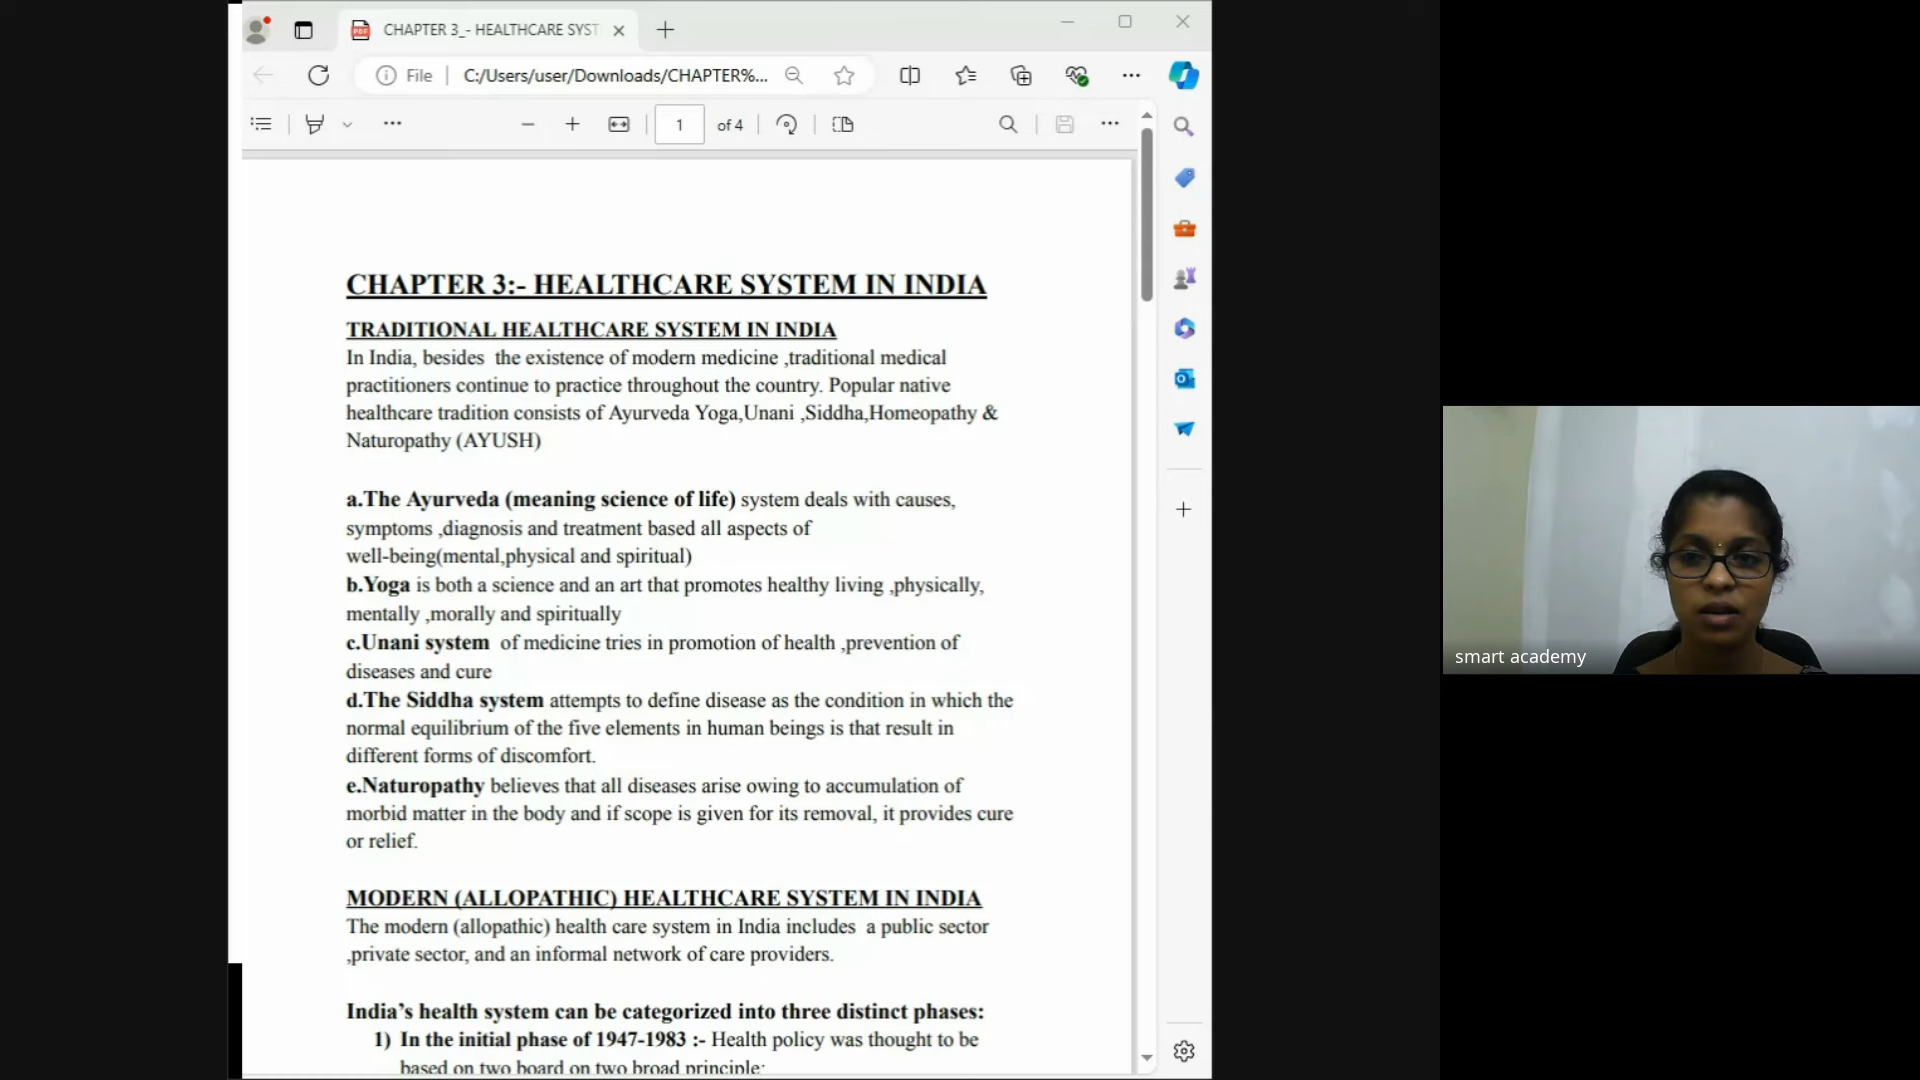 CHAPTER 3_- HEALTHCARE SYST
File
C:/Users/user/Downloads/CHAPTER%...
1
of 4
CHAPTER 3:- HEALTHCARE SYSTEM IN INDIA
TRADITIONAL HEALTHCARE SYSTEM IN INDIA
In India, besides the existence of modern medicine ,traditional medical
practitioners continue to practice throughout the country. Popular native
healthcare tradition consists of Ayurveda Yoga,Unani ,Siddha,Homeopathy &
Naturopathy (AYUSH)
a.The Ayurveda (meaning science of life) system deals with causes,
symptoms ,diagnosis and treatment based all aspects of
well-being(mental,physical and spiritual)
b.Yoga is both a science and an art that promotes healthy living ,physically,
mentally ,morally and spiritually
c.Unani system of medicine tries in promotion of health ,prevention of
diseases and cure
d.The Siddha system attempts to define disease as the condition in which the
normal equilibrium of the five elements in human beings is that result in
different forms of discomfort.
e.Naturopathy believes that all diseases arise owing to accumulation of
morbid matter in the body and if scope is given for its removal, it provides cure
or relief.
MODERN (ALLOPATHIC) HEALTHCARE SYSTEM IN INDIA
The modern (allopathic) health care system in India includes a public sector
,private sector, and an informal network of care providers.
India’s health system can be categorized into three distinct phases:
1) In the initial phase of 1947-1983 :- Health policy was thought to be
based on two board on two broad principle:
smart academy